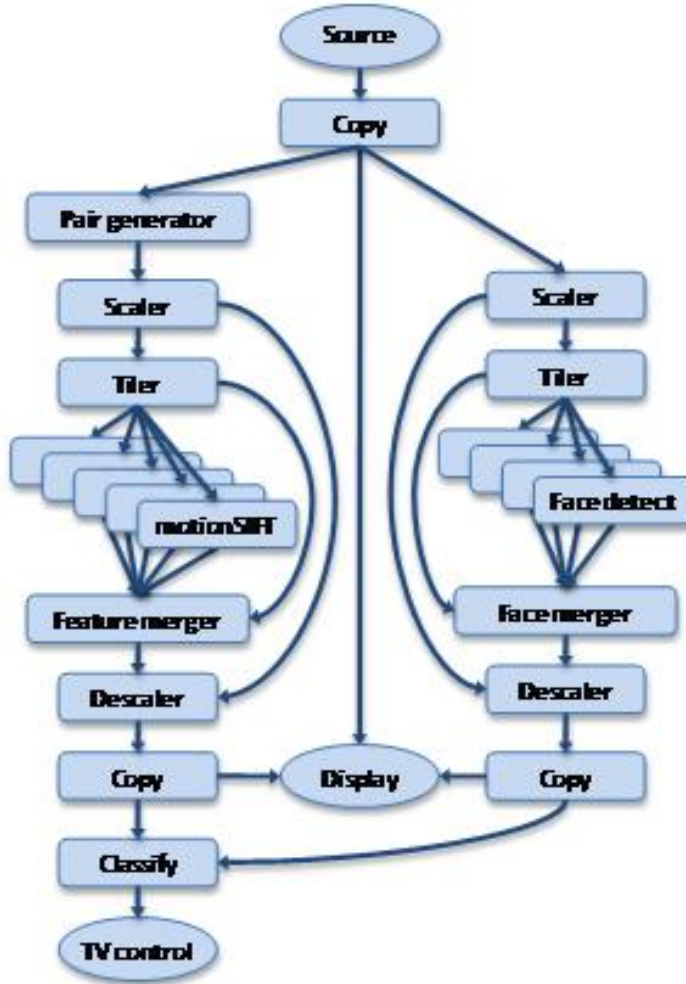 Source
Copy
Pair generator
Scaler
Tiler
motionSIFT
Feature merger
Descaler
Copy
Classify
TV control
Display
Scaler
Tiler
Face detect
Face merger
Descaler
Copy